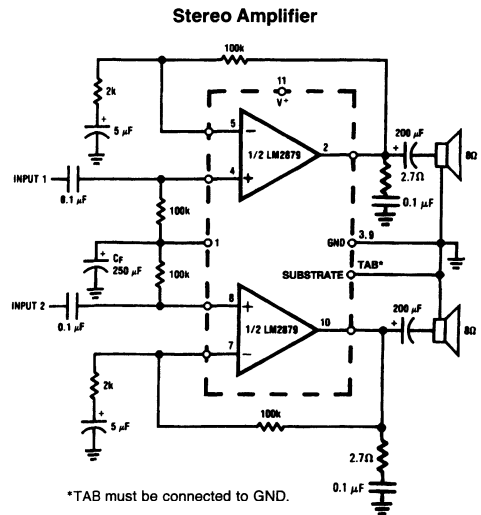 Stereo Amplifier
100k
11
V+
2k
5 µF
5
−
1/2 LM2879
2
200 µF
8Ω
2.7Ω
0.1 µF
INPUT 1
0.1 µF
4
+
100k
1
GND
3, 9
CF
250 µF
100k
SUBSTRATE
TAB*
INPUT 2
0.1 µF
8
+
1/2 LM2879
10
200 µF
8Ω
7
−
2k
5 µF
100k
2.7Ω
0.1 µF
*TAB must be connected to GND.